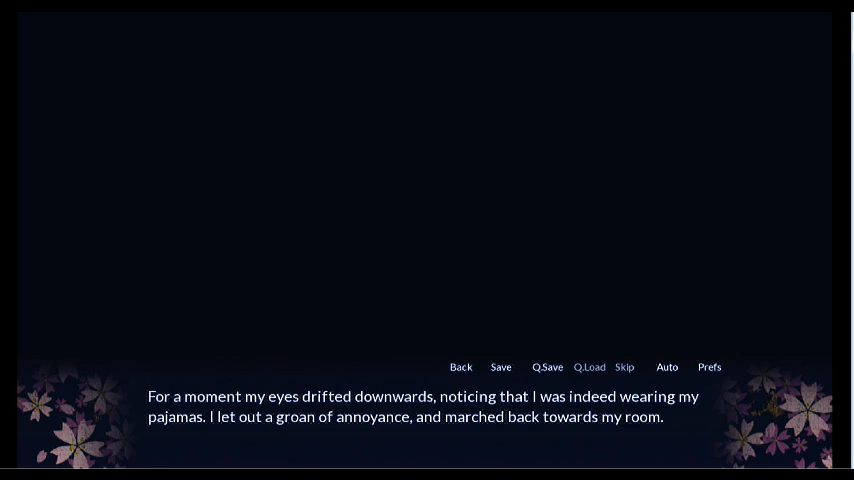 Back Save Q.Save Q.Load Skip Auto Prefs
For a moment my eyes drifted downwards, noticing that I was indeed wearing my
pajamas. I let out a groan of annoyance, and marched back towards my room.